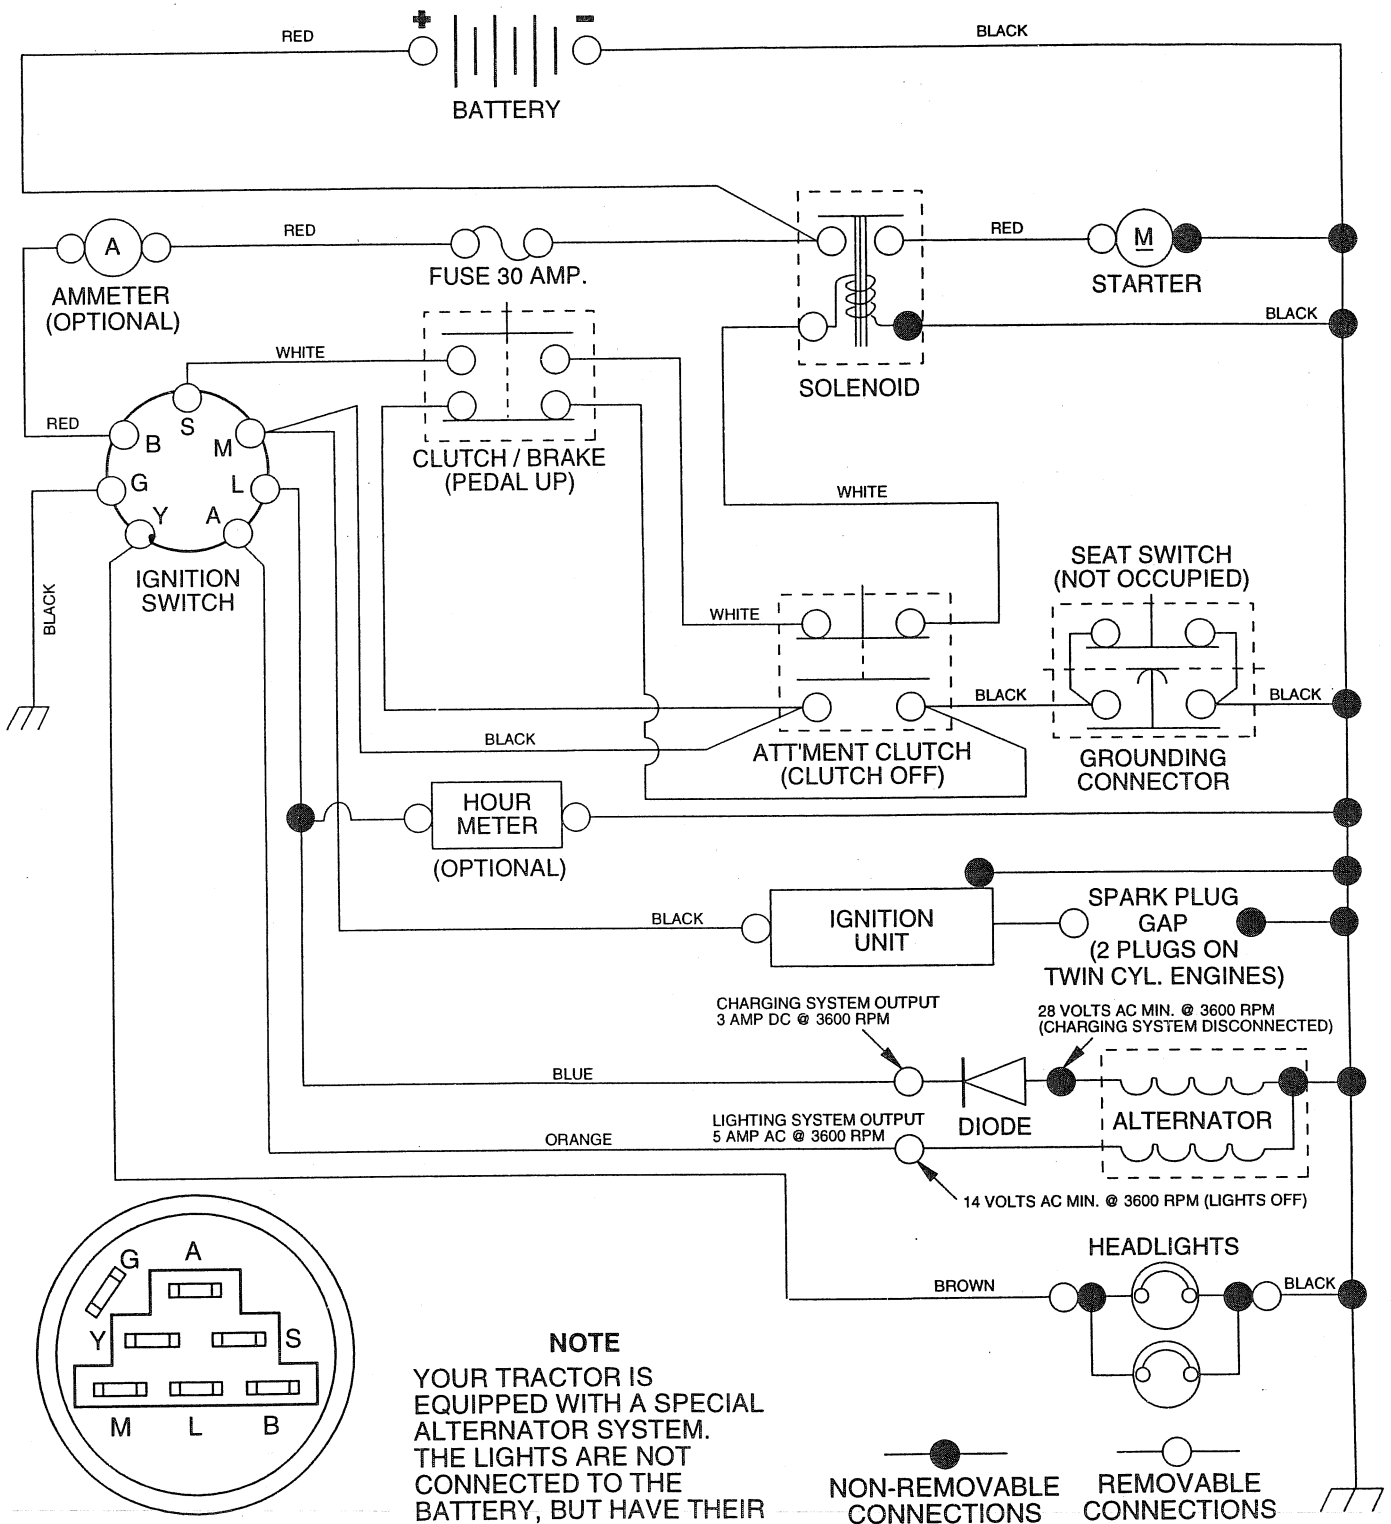 + -
RED
BLACK
BATTERY
RED
RED
A
M
FUSE 30 AMP.
STARTER
AMMETER
(OPTIONAL)
BLACK
WHITE
SOLENOID
RED
S
B
M
G
L
Y
A
CLUTCH / BRAKE
(PEDAL UP)
WHITE
IGNITION
SWITCH
BLACK
SEAT SWITCH
(NOT OCCUPIED)
WHITE
BLACK
BLACK
BLACK
ATT'MENT CLUTCH
(CLUTCH OFF)
GROUNDING
CONNECTOR
HOUR
METER
(OPTIONAL)
BLACK
IGNITION
UNIT
SPARK PLUG
GAP
(2 PLUGS ON
TWIN CYL. ENGINES)
CHARGING SYSTEM OUTPUT
3 AMP DC @ 3600 RPM
28 VOLTS AC MIN. @ 3600 RPM
(CHARGING SYSTEM DISCONNECTED)
BLUE
DIODE
ALTERNATOR
LIGHTING SYSTEM OUTPUT
5 AMP AC @ 3600 RPM
ORANGE
14 VOLTS AC MIN. @ 3600 RPM (LIGHTS OFF)
HEADLIGHTS
BROWN
BLACK
G
A
Y
S
M
L
B
NOTE
YOUR TRACTOR IS
EQUIPPED WITH A SPECIAL
ALTERNATOR SYSTEM.
THE LIGHTS ARE NOT
CONNECTED TO THE
BATTERY, BUT HAVE THEIR
NON-REMOVABLE
CONNECTIONS
REMOVABLE
CONNECTIONS